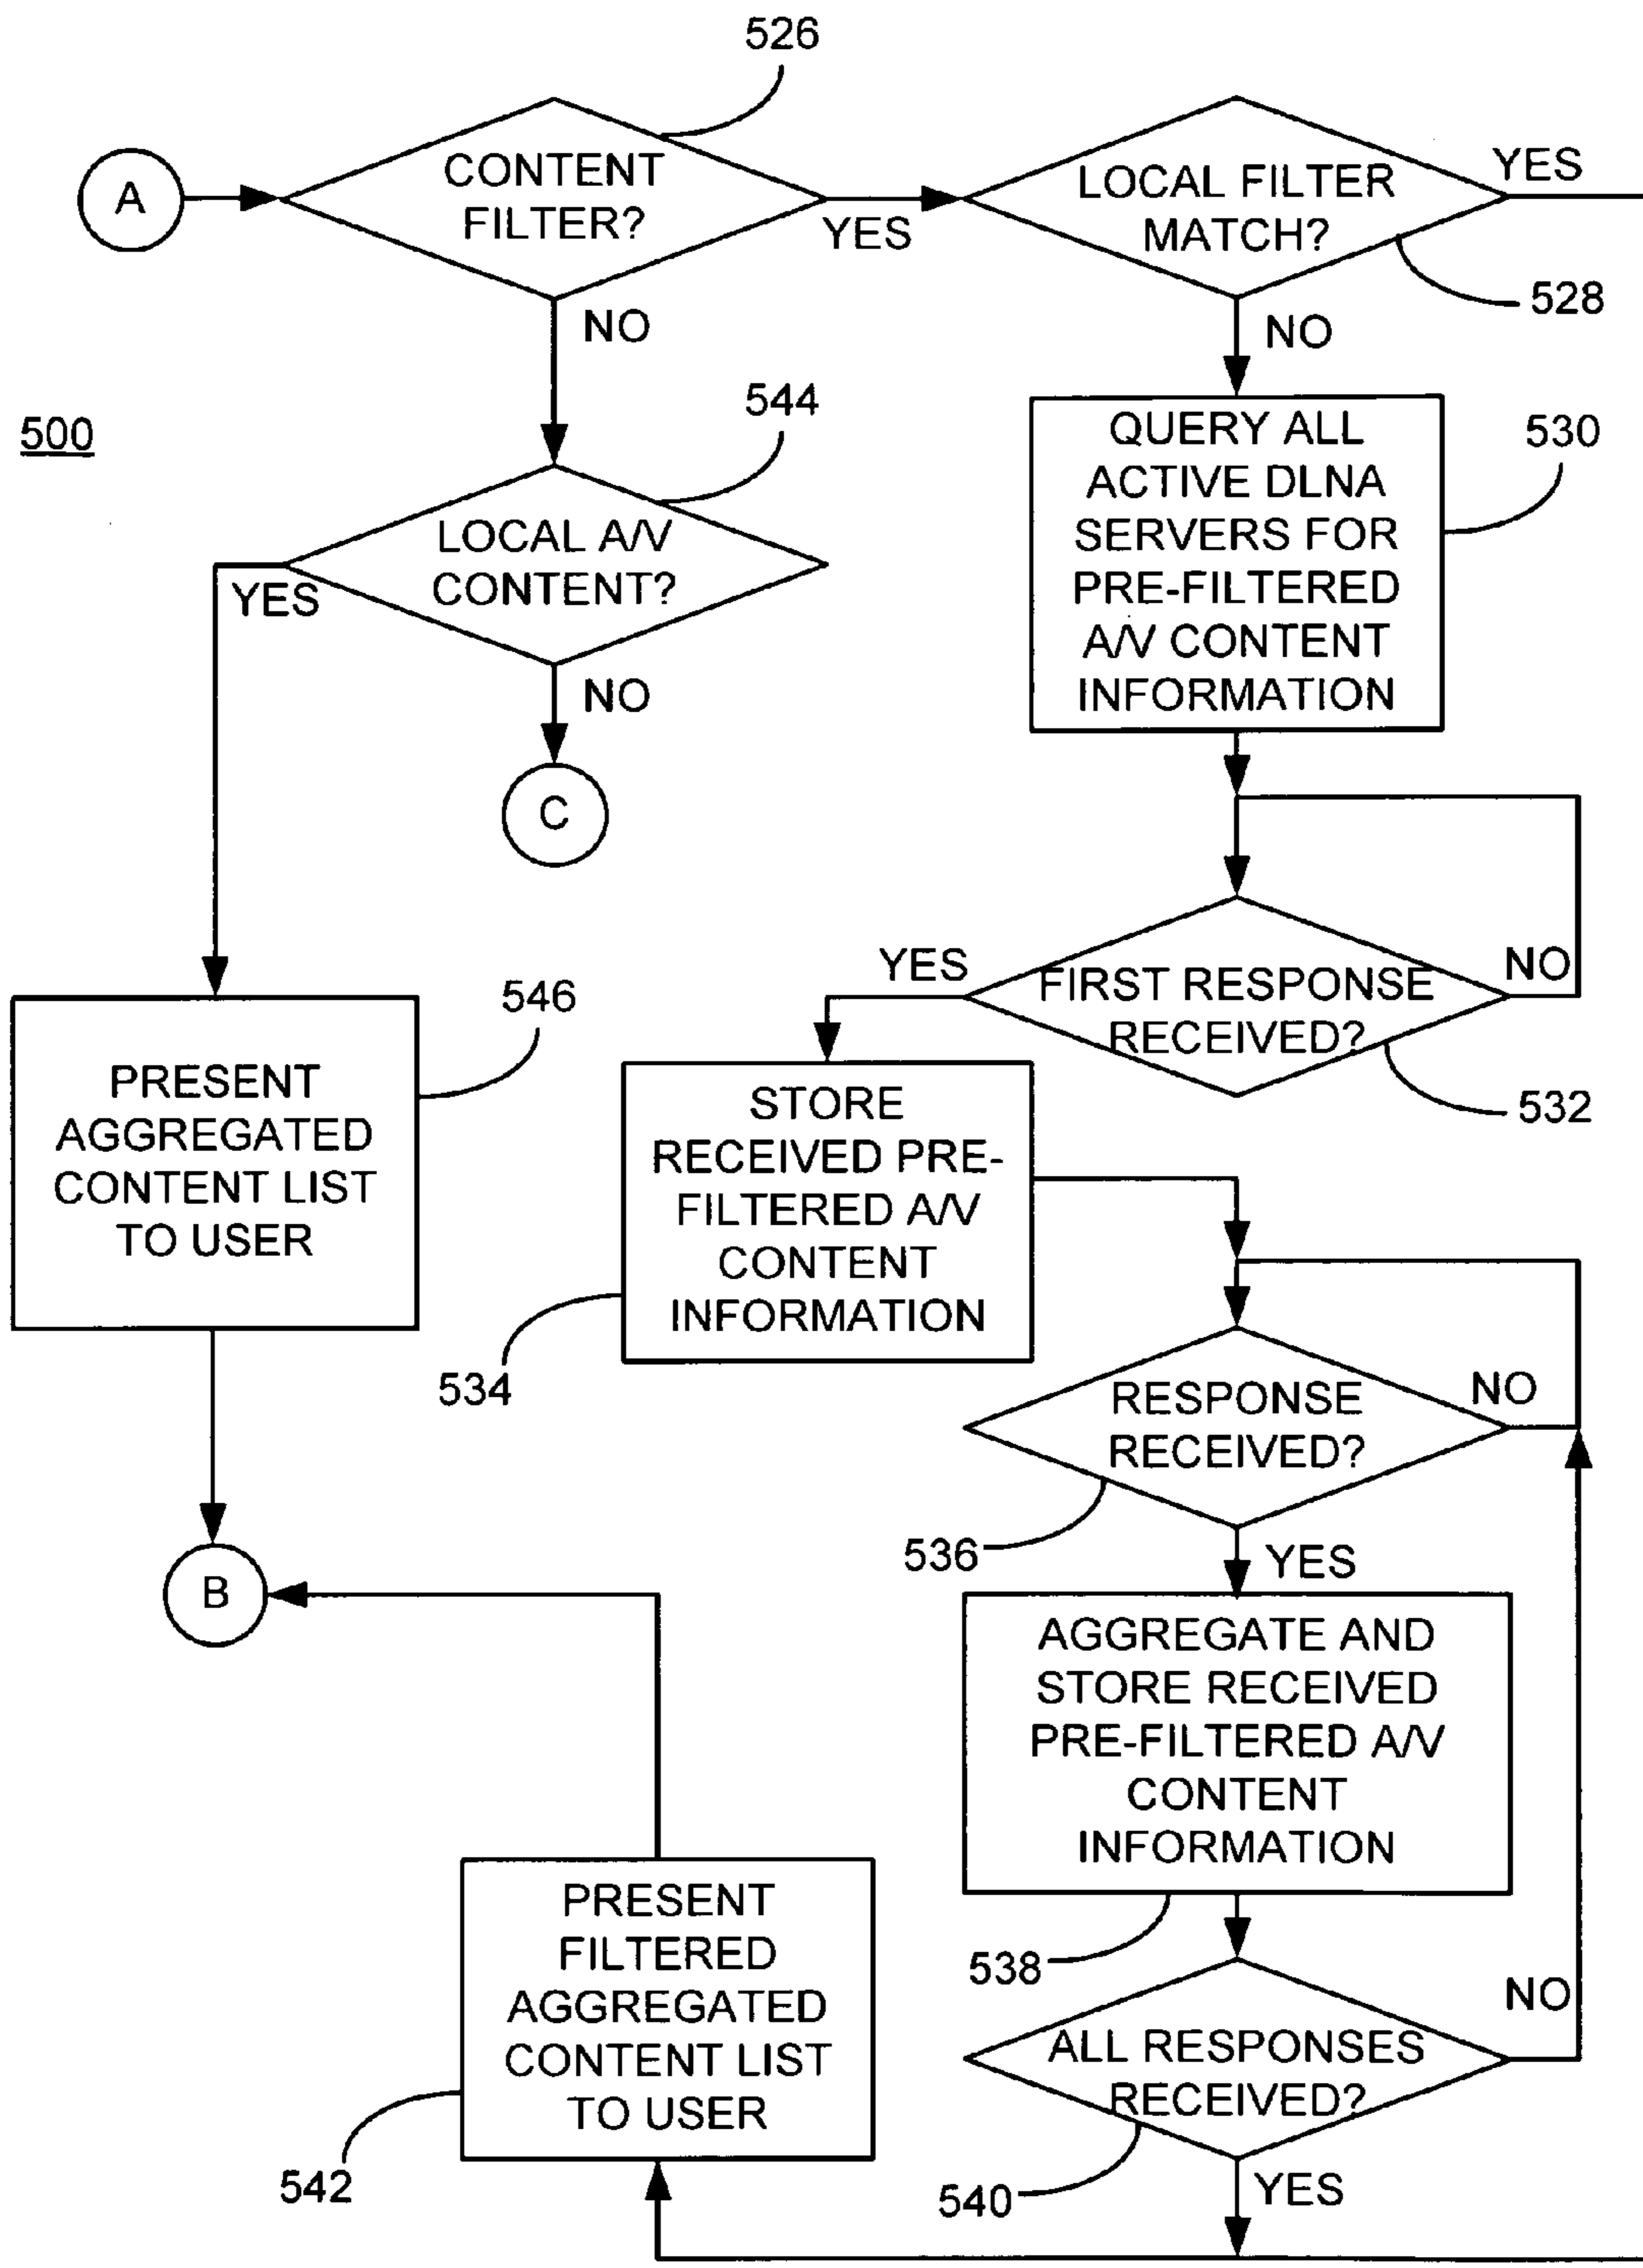 526
A
CONTENT
FILTER?
YES
LOCAL FILTER
MATCH?
YES
528
NO
NO
500
544
LOCAL A/V
CONTENT?
YES
NO
C
QUERY ALL
ACTIVE DLNA
SERVERS FOR
PRE-FILTERED
A/V CONTENT
INFORMATION
530
YES
FIRST RESPONSE
RECEIVED?
NO
532
546
PRESENT
AGGREGATED
CONTENT LIST
TO USER
STORE
RECEIVED PRE-
FILTERED A/V
CONTENT
INFORMATION
534
RESPONSE
RECEIVED?
NO
536
YES
B
AGGREGATE AND
STORE RECEIVED
PRE-FILTERED A/V
CONTENT
INFORMATION
538
PRESENT
FILTERED
AGGREGATED
CONTENT LIST
TO USER
542
ALL RESPONSES
RECEIVED?
NO
540
YES